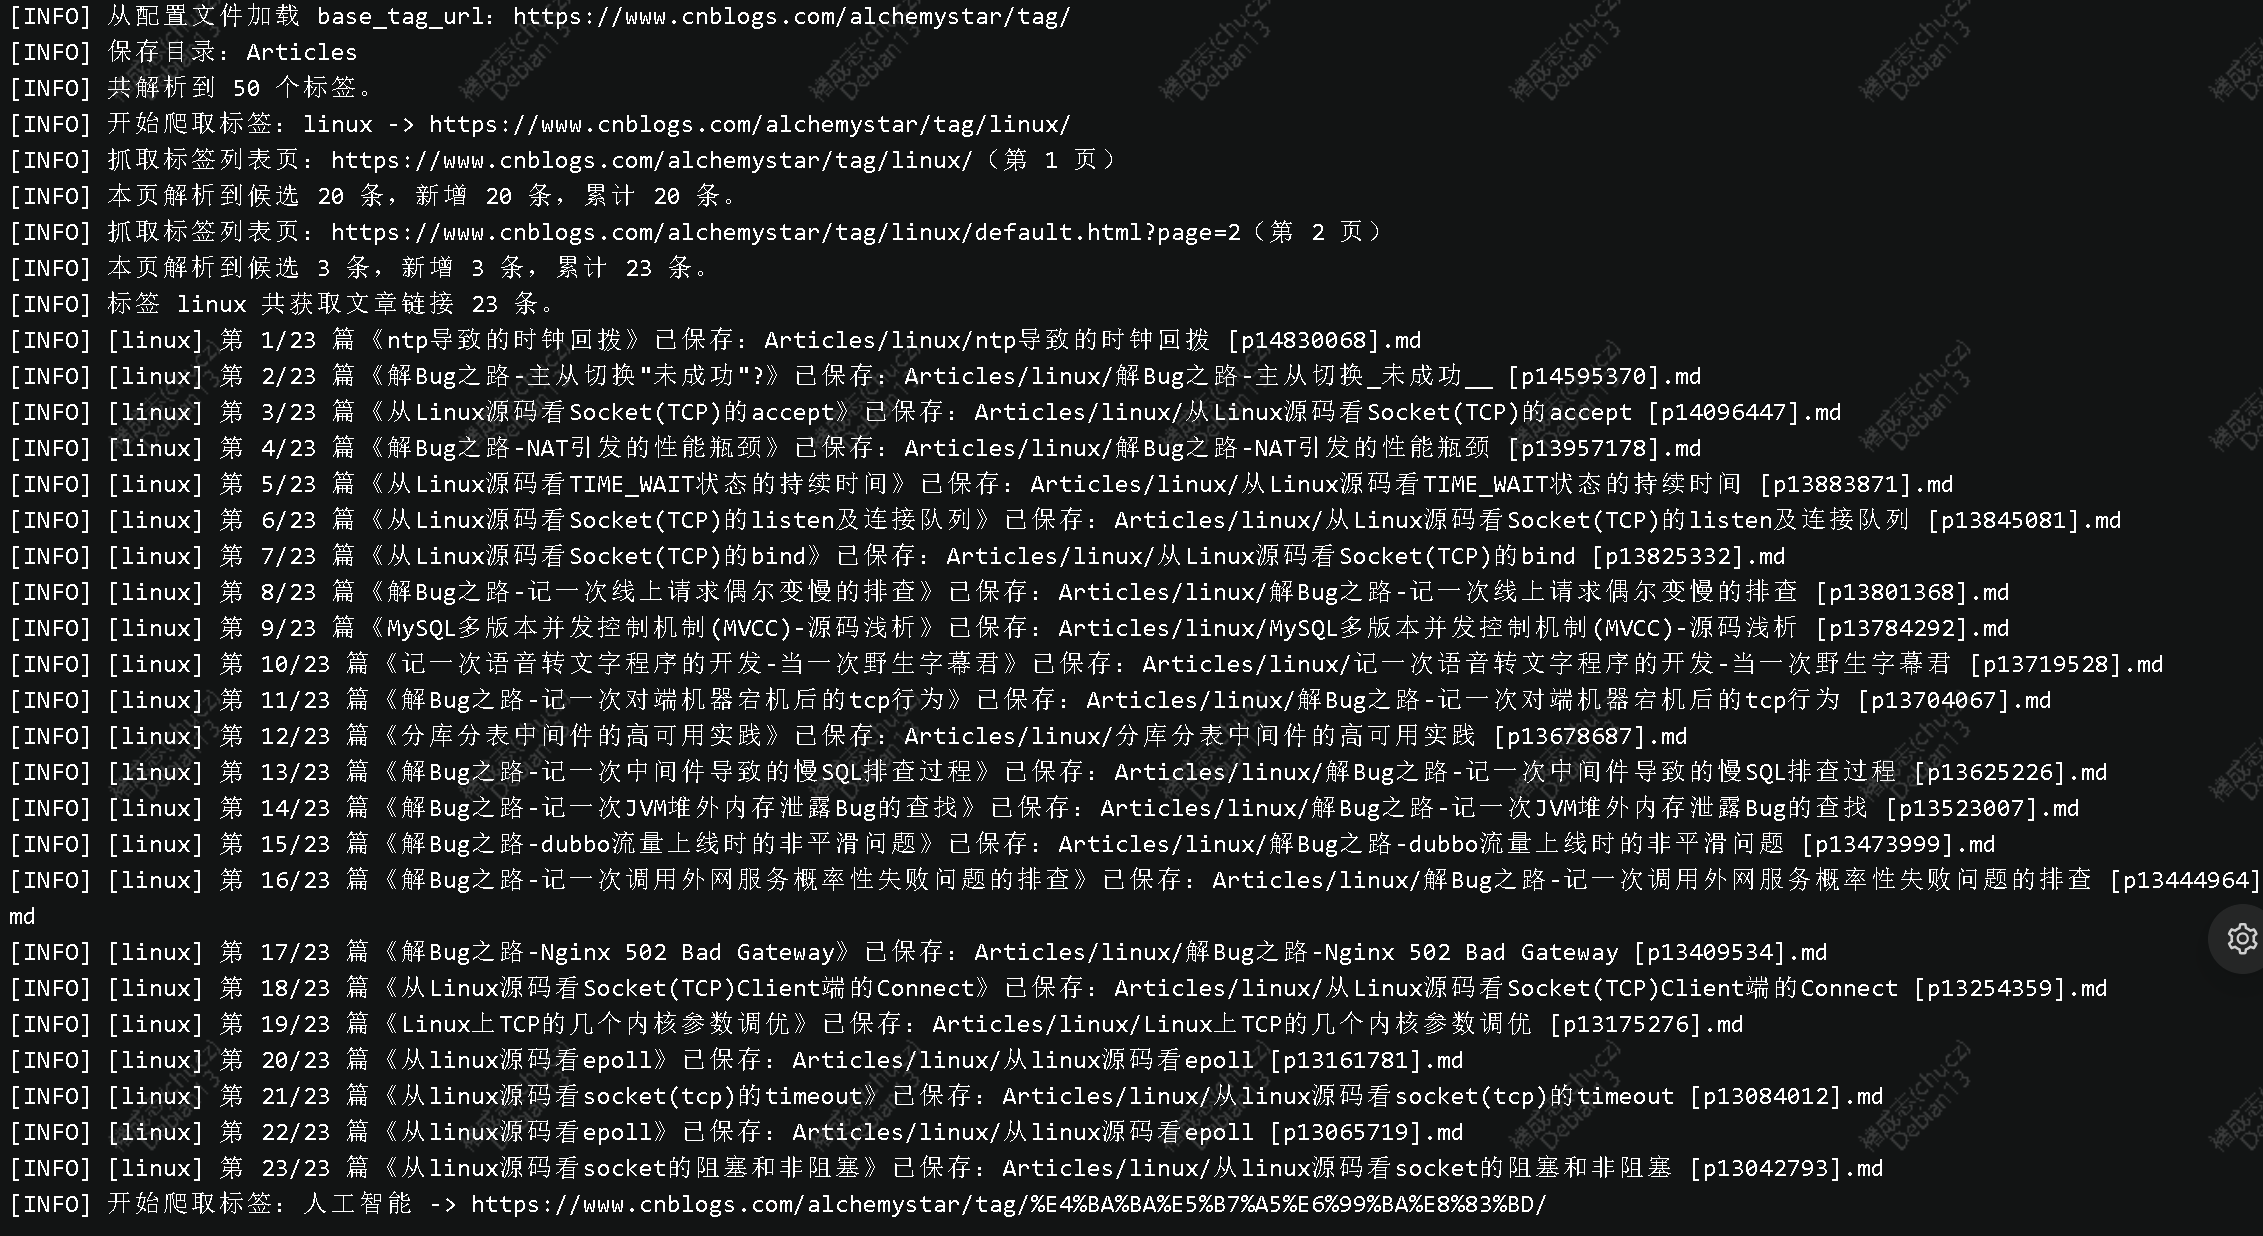 [INFO] 从配置文件加载 base_tag_url：https://www.cnblogs.com/alchemystar/tag/
[INFO] 保存目录：Articles
[INFO] 共解析到 50 个标签。
[INFO] 开始爬取标签：linux -> https://www.cnblogs.com/alchemystar/tag/linux/
[INFO] 抓取标签列表页：https://www.cnblogs.com/alchemystar/tag/linux/（第 1 页）
[INFO] 本页解析到候选 20 条，新增 20 条，累计 20 条。
[INFO] 抓取标签列表页：https://www.cnblogs.com/alchemystar/tag/linux/default.html?page=2（第 2 页）
[INFO] 本页解析到候选 3 条，新增 3 条，累计 23 条。
[INFO] 标签 linux 共获取文章链接 23 条。
[INFO] [linux] 第 1/23 篇《ntp导致的时钟回拨》已保存：Articles/linux/ntp导致的时钟回拨 [p14830068].md
[INFO] [linux] 第 2/23 篇《解Bug之路-主从切换"未成功"?》已保存：Articles/linux/解Bug之路-主从切换_未成功__ [p14595370].md
[INFO] [linux] 第 3/23 篇《从Linux源码看Socket(TCP)的accept》已保存：Articles/linux/从Linux源码看Socket(TCP)的accept [p14096447].md
[INFO] [linux] 第 4/23 篇《解Bug之路-NAT引发的性能瓶颈》已保存：Articles/linux/解Bug之路-NAT引发的性能瓶颈 [p13957178].md
[INFO] [linux] 第 5/23 篇《从Linux源码看TIME_WAIT状态的持续时间》已保存：Articles/linux/从Linux源码看TIME_WAIT状态的持续时间 [p13883871].md
[INFO] [linux] 第 6/23 篇《从Linux源码看Socket(TCP)的listen及连接队列》已保存：Articles/linux/从Linux源码看Socket(TCP)的listen及连接队列 [p13845081].md
[INFO] [linux] 第 7/23 篇《从Linux源码看Socket(TCP)的bind》已保存：Articles/linux/从Linux源码看Socket(TCP)的bind [p13825332].md
[INFO] [linux] 第 8/23 篇《解Bug之路-记一次线上请求偶尔变慢的排查》已保存：Articles/linux/解Bug之路-记一次线上请求偶尔变慢的排查 [p13801368].md
[INFO] [linux] 第 9/23 篇《MySQL多版本并发控制机制(MVCC)-源码浅析》已保存：Articles/linux/MySQL多版本并发控制机制(MVCC)-源码浅析 [p13784292].md
[INFO] [linux] 第 10/23 篇《记一次语音转文字程序的开发-当一次野生字幕君》已保存：Articles/linux/记一次语音转文字程序的开发-当一次野生字幕君 [p13719528].md
[INFO] [linux] 第 11/23 篇《解Bug之路-记一次对端机器宕机后的tcp行为》已保存：Articles/linux/解Bug之路-记一次对端机器宕机后的tcp行为 [p13704067].md
[INFO] [linux] 第 12/23 篇《分库分表中间件的高可用实践》已保存：Articles/linux/分库分表中间件的高可用实践 [p13678687].md
[INFO] [linux] 第 13/23 篇《解Bug之路-记一次中间件导致的慢SQL排查过程》已保存：Articles/linux/解Bug之路-记一次中间件导致的慢SQL排查过程 [p13625226].md
[INFO] [linux] 第 14/23 篇《解Bug之路-记一次JVM堆外内存泄露Bug的查找》已保存：Articles/linux/解Bug之路-记一次JVM堆外内存泄露Bug的查找 [p13523007].md
[INFO] [linux] 第 15/23 篇《解Bug之路-dubbo流量上线时的非平滑问题》已保存：Articles/linux/解Bug之路-dubbo流量上线时的非平滑问题 [p13473999].md
[INFO] [linux] 第 16/23 篇《解Bug之路-记一次调用外网服务概率性失败问题的排查》已保存：Articles/linux/解Bug之路-记一次调用外网服务概率性失败问题的排查 [p13444964]
md
[INFO] [linux] 第 17/23 篇《解Bug之路-Nginx 502 Bad Gateway》已保存：Articles/linux/解Bug之路-Nginx 502 Bad Gateway [p13409534].md
[INFO] [linux] 第 18/23 篇《从Linux源码看Socket(TCP)Client端的Connect》已保存：Articles/linux/从Linux源码看Socket(TCP)Client端的Connect [p13254359].md
[INFO] [linux] 第 19/23 篇《Linux上TCP的几个内核参数调优》已保存：Articles/linux/Linux上TCP的几个内核参数调优 [p13175276].md
[INFO] [linux] 第 20/23 篇《从linux源码看epoll》已保存：Articles/linux/从linux源码看epoll [p13161781].md
[INFO] [linux] 第 21/23 篇《从linux源码看socket(tcp)的timeout》已保存：Articles/linux/从linux源码看socket(tcp)的timeout [p13084012].md
[INFO] [linux] 第 22/23 篇《从linux源码看epoll》已保存：Articles/linux/从linux源码看epoll [p13065719].md
[INFO] [linux] 第 23/23 篇《从linux源码看socket的阻塞和非阻塞》已保存：Articles/linux/从linux源码看socket的阻塞和非阻塞 [p13042793].md
[INFO] 开始爬取标签：人工智能 -> https://www.cnblogs.com/alchemystar/tag/%E4%BA%BA%E5%B7%A5%E6%99%BA%E8%83%BD/
褚成志(chucz)
Debian13